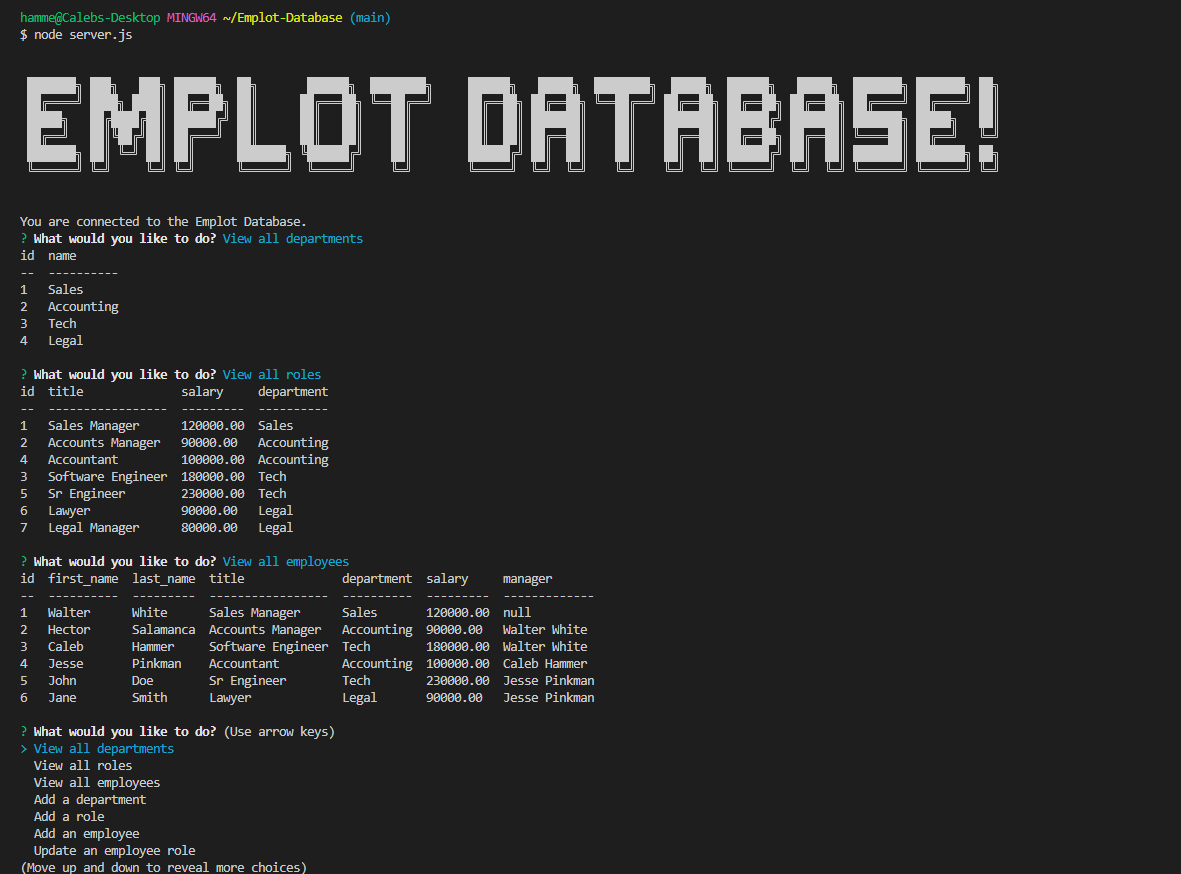 hamme@Calebs-Desktop MINGW64 ~/Emplot-Database (main)
$ node server.js
EMPLOT DATABASE!
You are connected to the Emplot Database.
? What would you like to do? View all departments
id  name
--  ----------
1   Sales
2   Accounting
3   Tech
4   Legal
? What would you like to do? View all roles
id  title              salary     department
--  -----------------  ---------  ----------
1   Sales Manager      120000.00  Sales
2   Accounts Manager   90000.00   Accounting
4   Accountant         100000.00  Accounting
3   Software Engineer  180000.00  Tech
5   Sr Engineer        230000.00  Tech
6   Lawyer             90000.00   Legal
7   Legal Manager      80000.00   Legal
? What would you like to do? View all employees
id  first_name  last_name  title              department  salary     manager
--  ----------  ---------  -----------------  ----------  ---------  -------------
1   Walter      White      Sales Manager      Sales       120000.00  null
2   Hector      Salamanca  Accounts Manager   Accounting  90000.00   Walter White
3   Caleb       Hammer     Software Engineer  Tech        180000.00  Walter White
4   Jesse       Pinkman    Accountant         Accounting  100000.00  Caleb Hammer
5   John        Doe        Sr Engineer        Tech        230000.00  Jesse Pinkman
6   Jane        Smith      Lawyer             Legal       90000.00   Jesse Pinkman
? What would you like to do? (Use arrow keys)
> View all departments
  View all roles
  View all employees
  Add a department
  Add a role
  Add an employee
  Update an employee role
(Move up and down to reveal more choices)